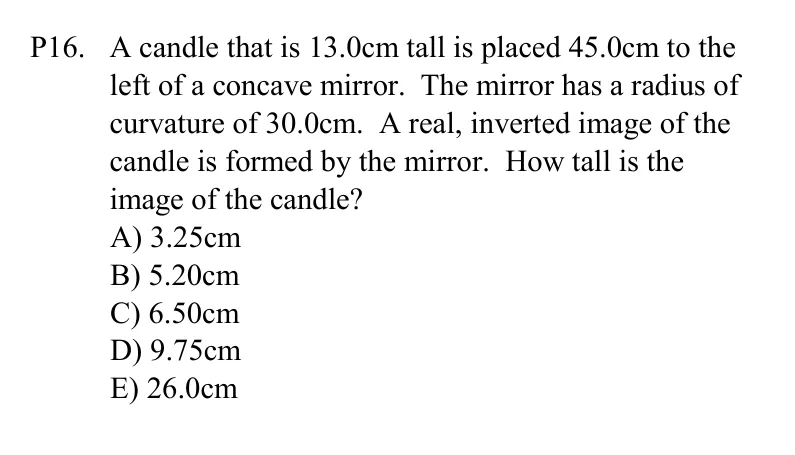 P16. A candle that is 13.0cm tall is placed 45.0cm to the
left of a concave mirror. The mirror has a radius of
curvature of 30.0cm. A real, inverted image of the
candle is formed by the mirror. How tall is the
image of the candle?
A) 3.25cm
B) 5.20cm
C) 6.50cm
D) 9.75cm
E) 26.0cm